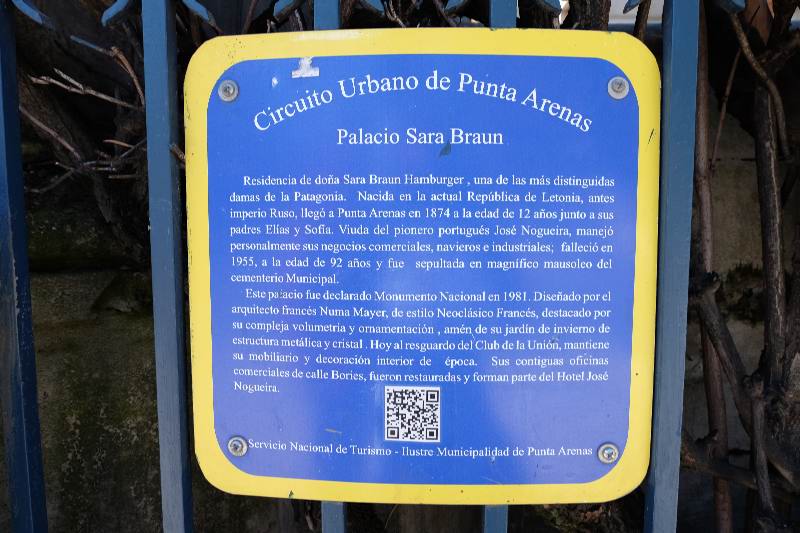 Circuito Urbano de Punta Arenas
Palacio Sara Braun
Residencia de doña Sara Braun Hamburger , una de las más distinguidas
damas de la Patagonia. Nacida en la actual República de Letonia, antes
imperio Ruso, llegó a Punta Arenas en 1874 a la edad de 12 años junto a sus
padres Elías y Sofía. Viuda del pionero portugués José Nogueira, manejó
personalmente sus negocios comerciales, navieros e industriales; falleció en
1955, a la edad de 92 años y fue sepultada en magnífico mausoleo del
cementerio Municipal.
Este palacio fue declarado Monumento Nacional en 1981. Diseñado por el
arquitecto francés Numa Mayer, de estilo Neoclásico Francés, destacado por
su compleja volumetria y ornamentación , amén de su jardín de invierno de
estructura metálica y cristal . Hoy al resguardo del Club de la Unión, mantiene
su mobiliario y decoración interior de época. Sus contiguas oficinas
comerciales de calle Bories, fueron restauradas y forman parte del Hotel José
Nogueira.
Servicio Nacional de Turismo - Ilustre Municipalidad de Punta Arenas